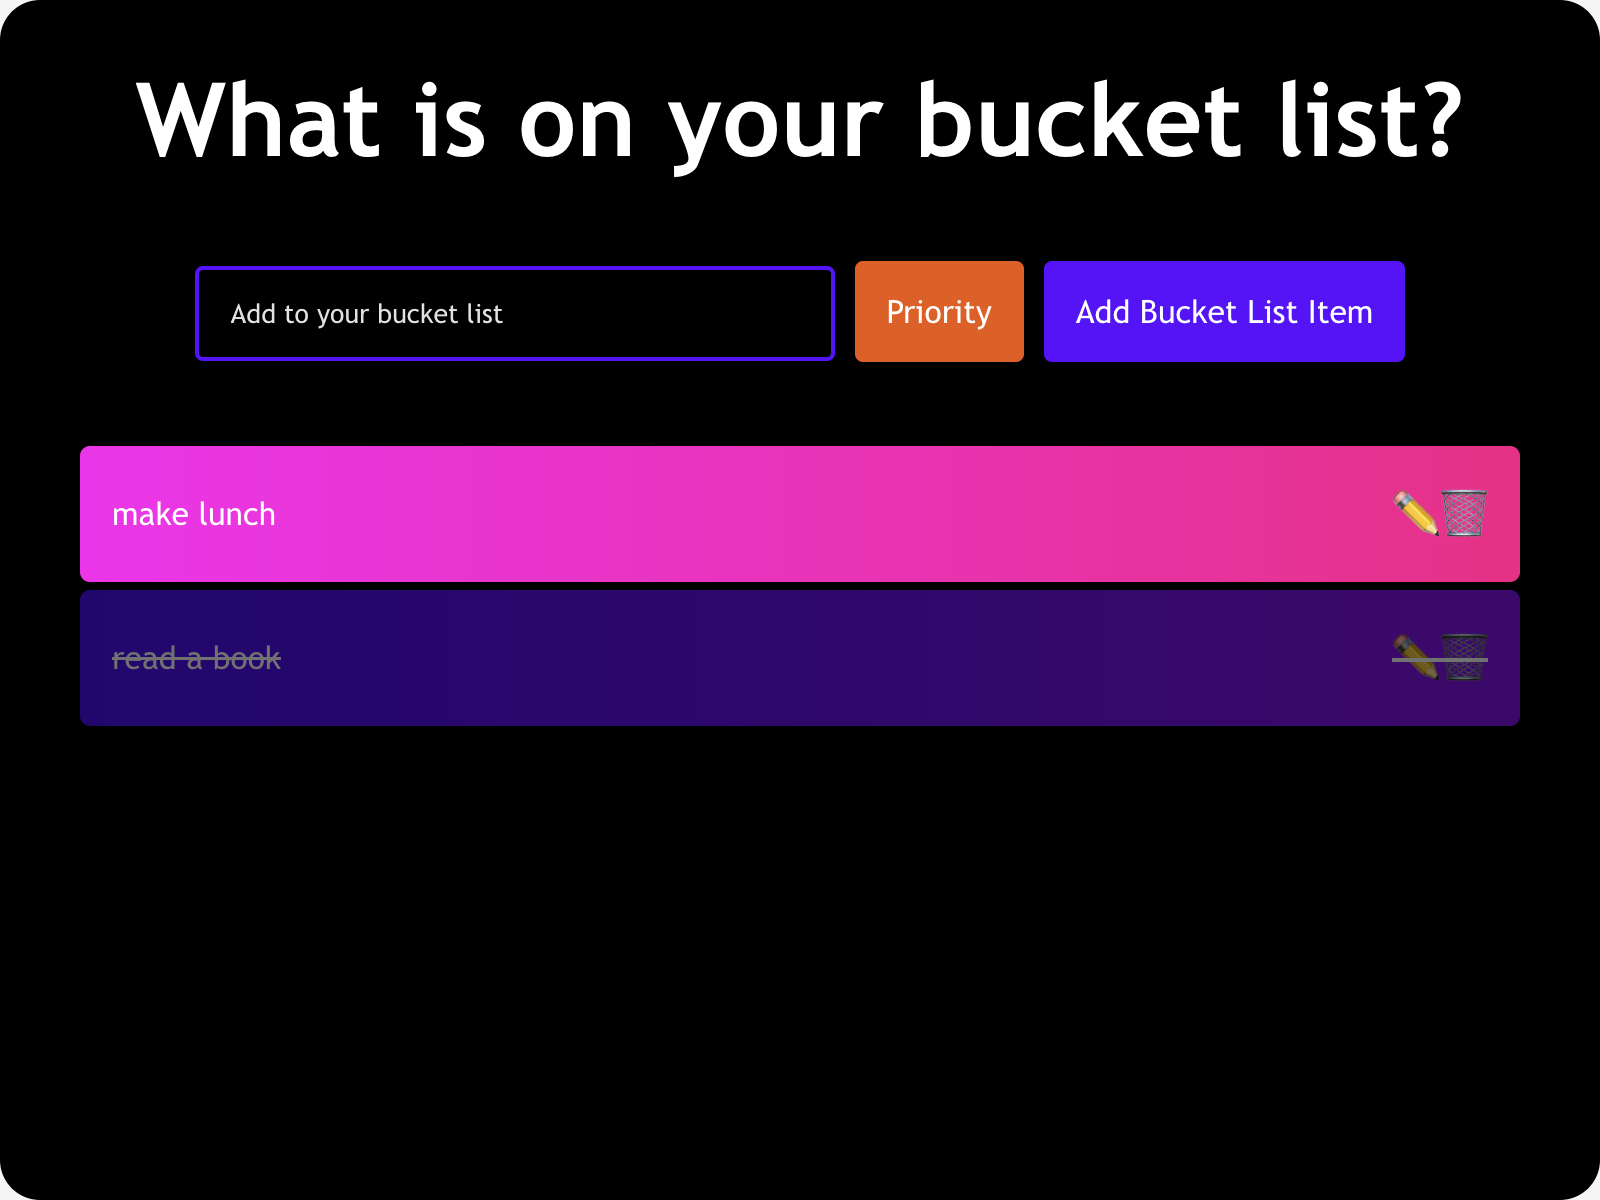 What is on your bucket list?
Add to your bucket list
Priority
Add Bucket List Item
make lunch
read a book